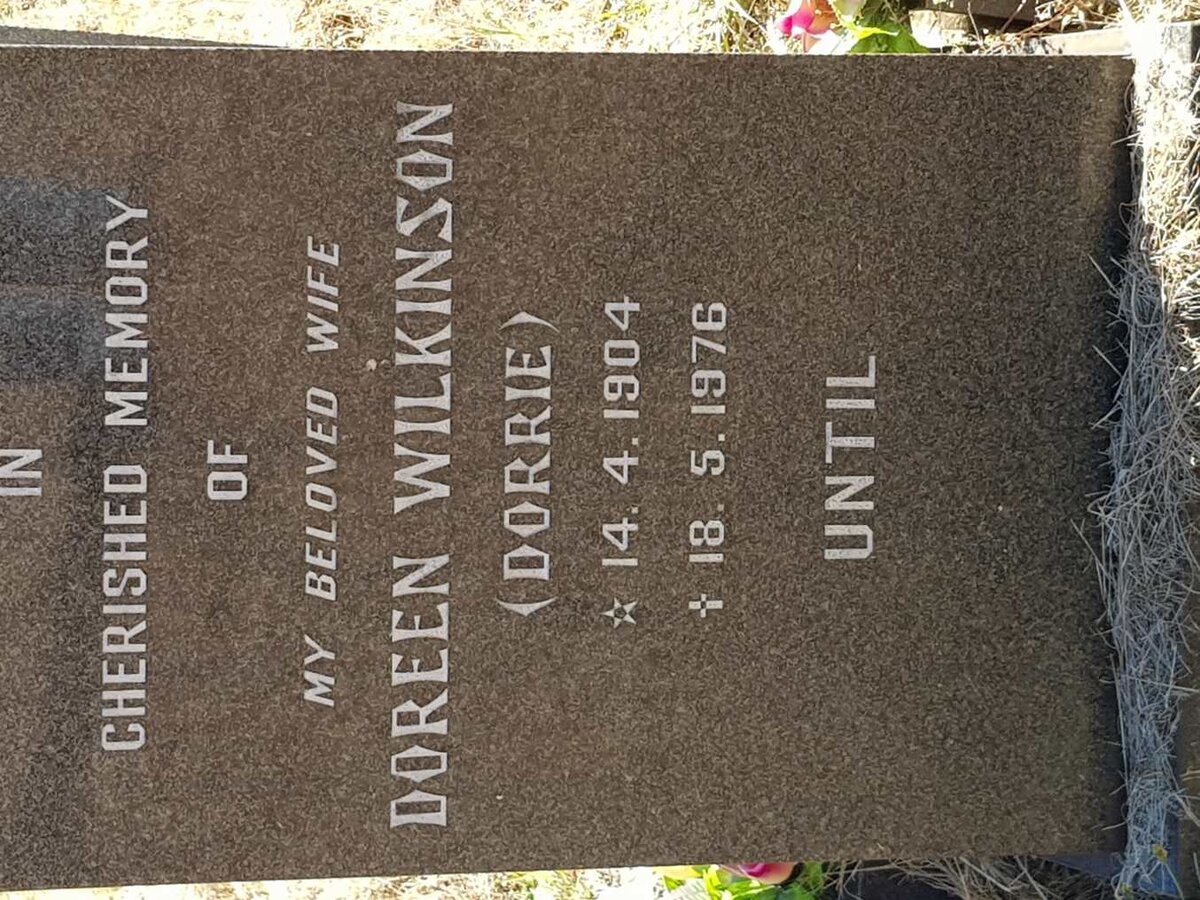 IN
CHERISHED MEMORY
OF
MY BELOVED WIFE
DOREEN WILKINSON
(DORRIE)
☆ 14. 4. 1904
✝ 18. 5. 1976
UNTIL